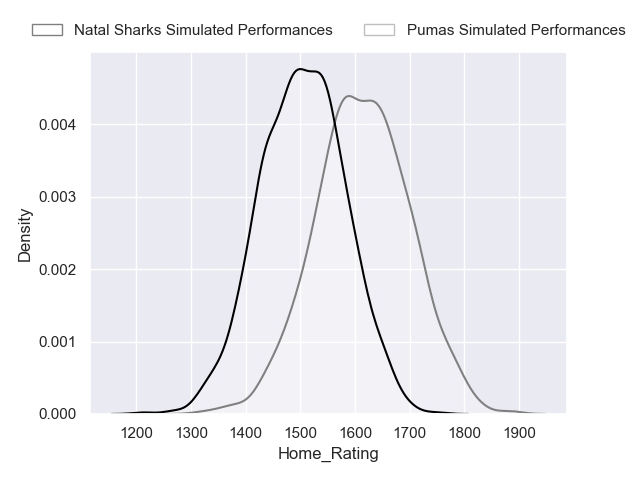 Natal Sharks Simulated Performances Pumas Simulated Performances
0.004
0.003
0.002
0.001
0.000
Density
1200 1300 1400 1500 1600 1700 1800 1900
Home_Rating